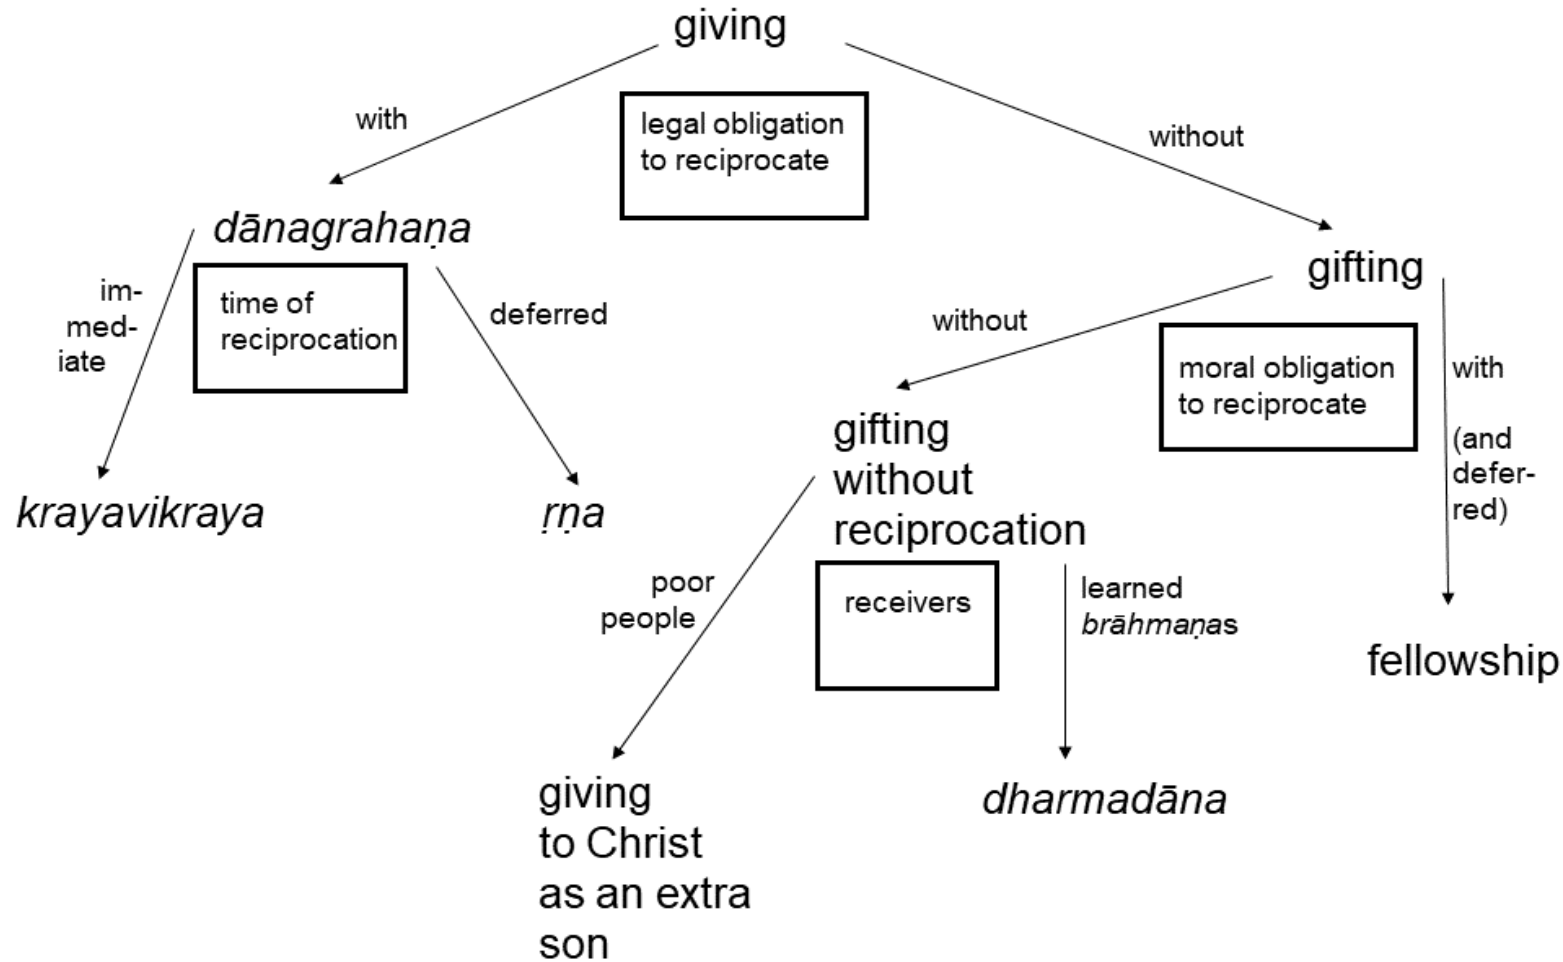 giving
with
legal obligation
to reciprocate
without
dānagrahaṇa
gifting
im-
med-
iate
time of
reciprocation
deferred
without
moral obligation
to reciprocate
with
(and
defer-
red)
gifting
without
reciprocation
krayavikraya
ṛṇa
poor
people
receivers
learned
brāhmaṇas
fellowship
giving
to Christ
as an extra
son
dharmadāna